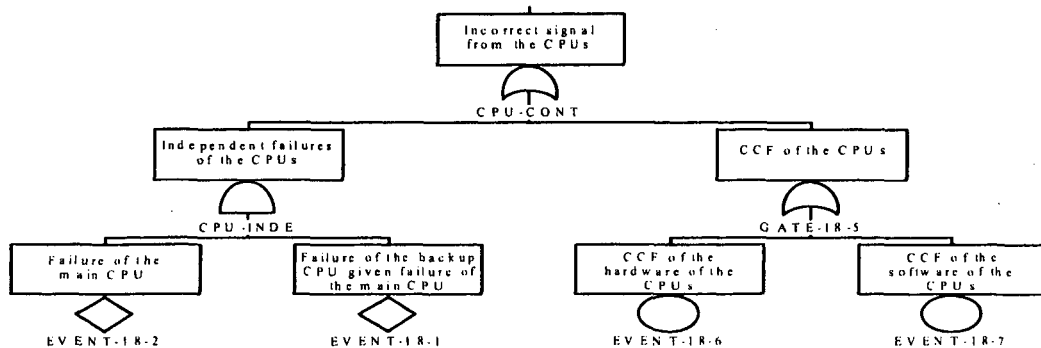 Incorrect signal
from the CPUs
CPU-CONT
Independent failures
of the CPUs
CCF of the CPUs
CPU-INDE
GATE-18-5
Failure of the
main CPU
Failure of the backup
CPU given failure of
the main CPU
CCF of the
hardware of the
CPUs
CCF of the
software of the
CPUs
EVENT-18-2
EVENT-18-1
EVENT-18-6
EVENT-18-7